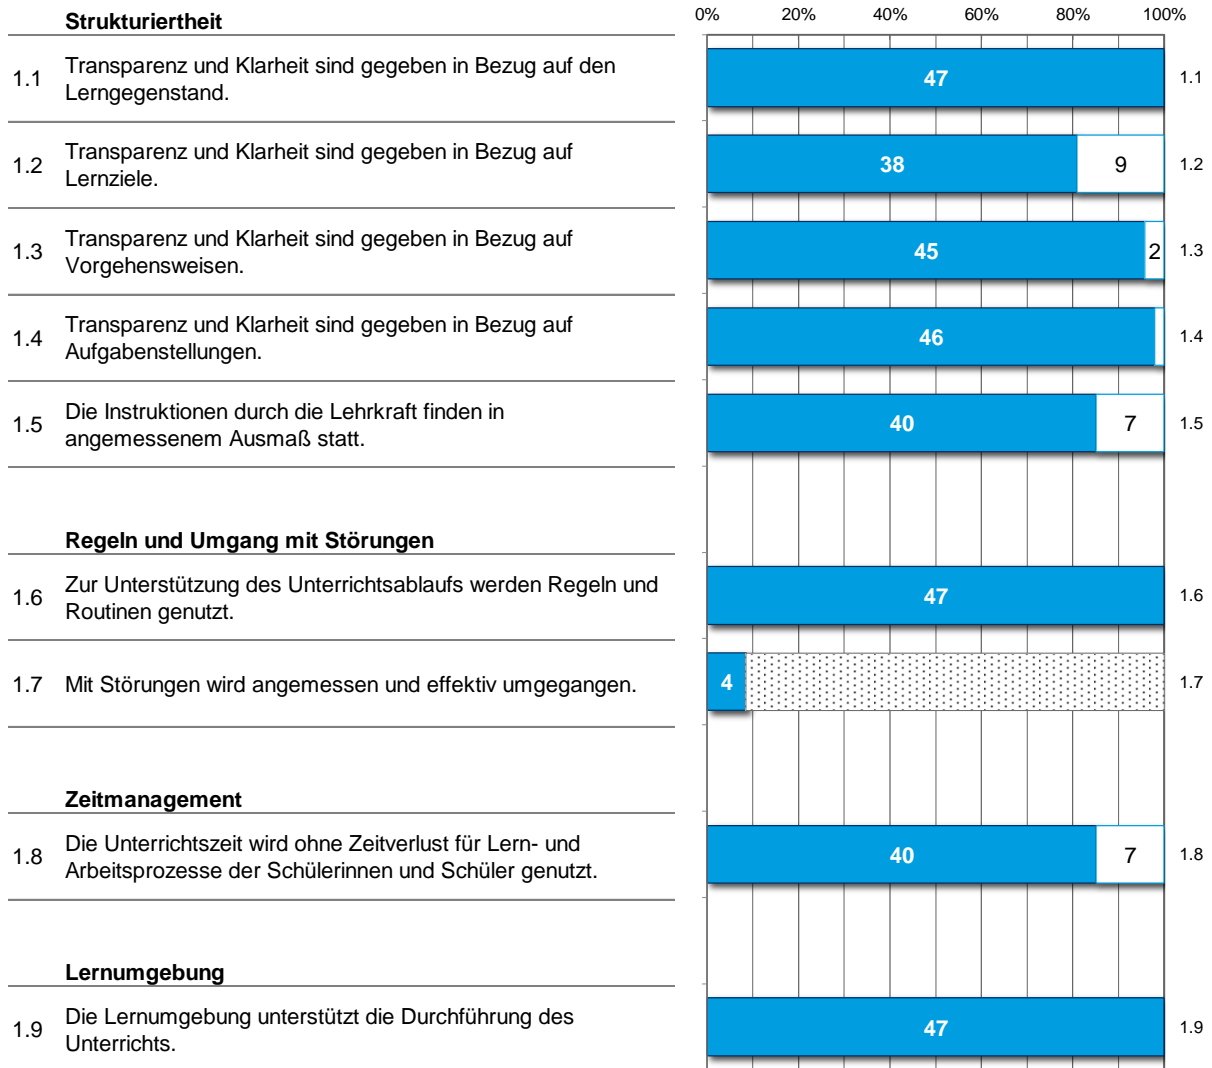 Strukturiertheit
0% 20% 40% 60% 80% 100%
1.1 Transparenz und Klarheit sind gegeben in Bezug auf den
Lerngegenstand.
47 1.1
1.2 Transparenz und Klarheit sind gegeben in Bezug auf
Lernziele.
38 9 1.2
1.3 Transparenz und Klarheit sind gegeben in Bezug auf
Vorgehensweisen.
45 2 1.3
1.4 Transparenz und Klarheit sind gegeben in Bezug auf
Aufgabenstellungen.
46 1.4
1.5 Die Instruktionen durch die Lehrkraft finden in
angemessenem Ausmaß statt.
40 7 1.5
Regeln und Umgang mit Störungen
1.6 Zur Unterstützung des Unterrichtsablaufs werden Regeln und
Routinen genutzt.
47 1.6
1.7 Mit Störungen wird angemessen und effektiv umgegangen.
4 1.7
Zeitmanagement
1.8 Die Unterrichtszeit wird ohne Zeitverlust für Lern- und
Arbeitsprozesse der Schülerinnen und Schüler genutzt.
40 7 1.8
Lernumgebung
1.9 Die Lernumgebung unterstützt die Durchführung des
Unterrichts.
47 1.9